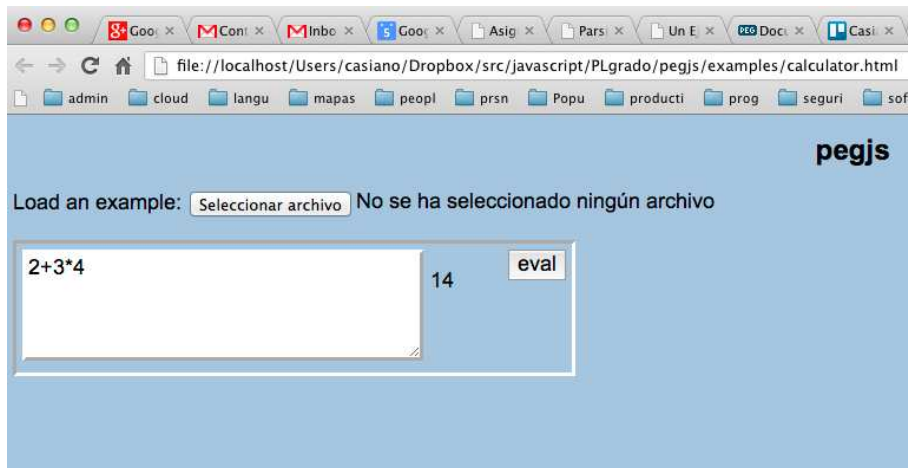 Goo Cont Inbo Goo Asig Pars Un E Doc Casi
file://localhost/Users/casiano/Dropbox/src/javascript/PLgrado/pegjs/examples/calculator.html
admin cloud langu mapas peopl prsn Popu producti prog seguri sof
pegjs
Load an example: Seleccionar archivo No se ha seleccionado ningún archivo
2+3*4 14 eval